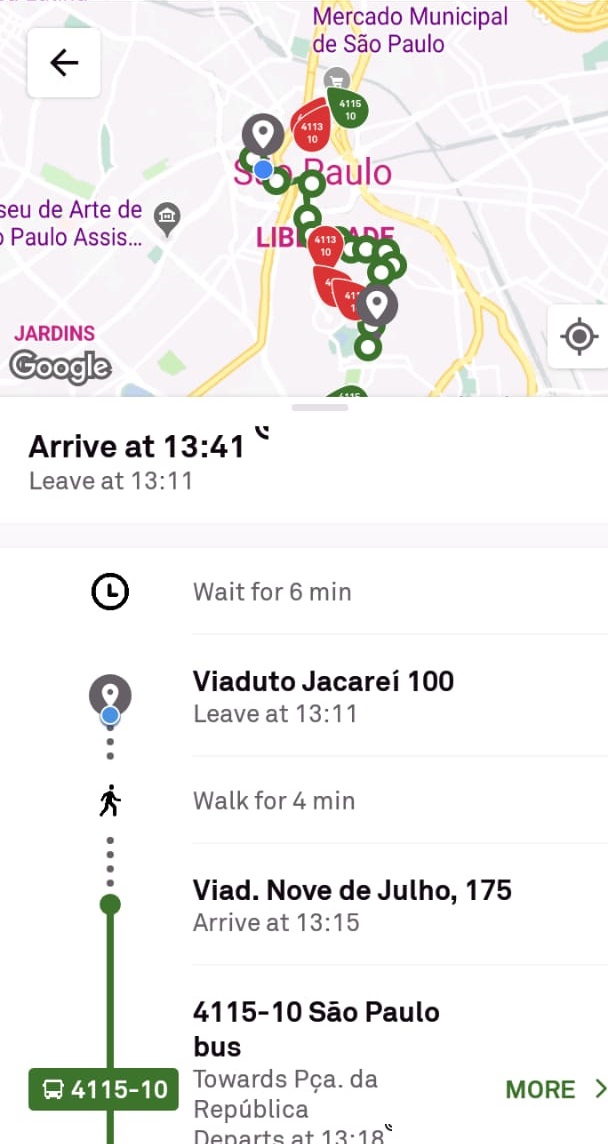 Mercado Municipal
de São Paulo
4115
10
4113
10
São Paulo
seu de Arte de
Paulo Assis...
LIBERDADE
4113
10
JARDINS
Google
4115
Arrive at 13:41
Leave at 13:11
Wait for 6 min
Viaduto Jacareí 100
Leave at 13:11
Walk for 4 min
Viad. Nove de Julho, 175
Arrive at 13:15
4115-10 São Paulo
bus
4115-10
Towards Pça. da
República
MORE
Departs at 13:18